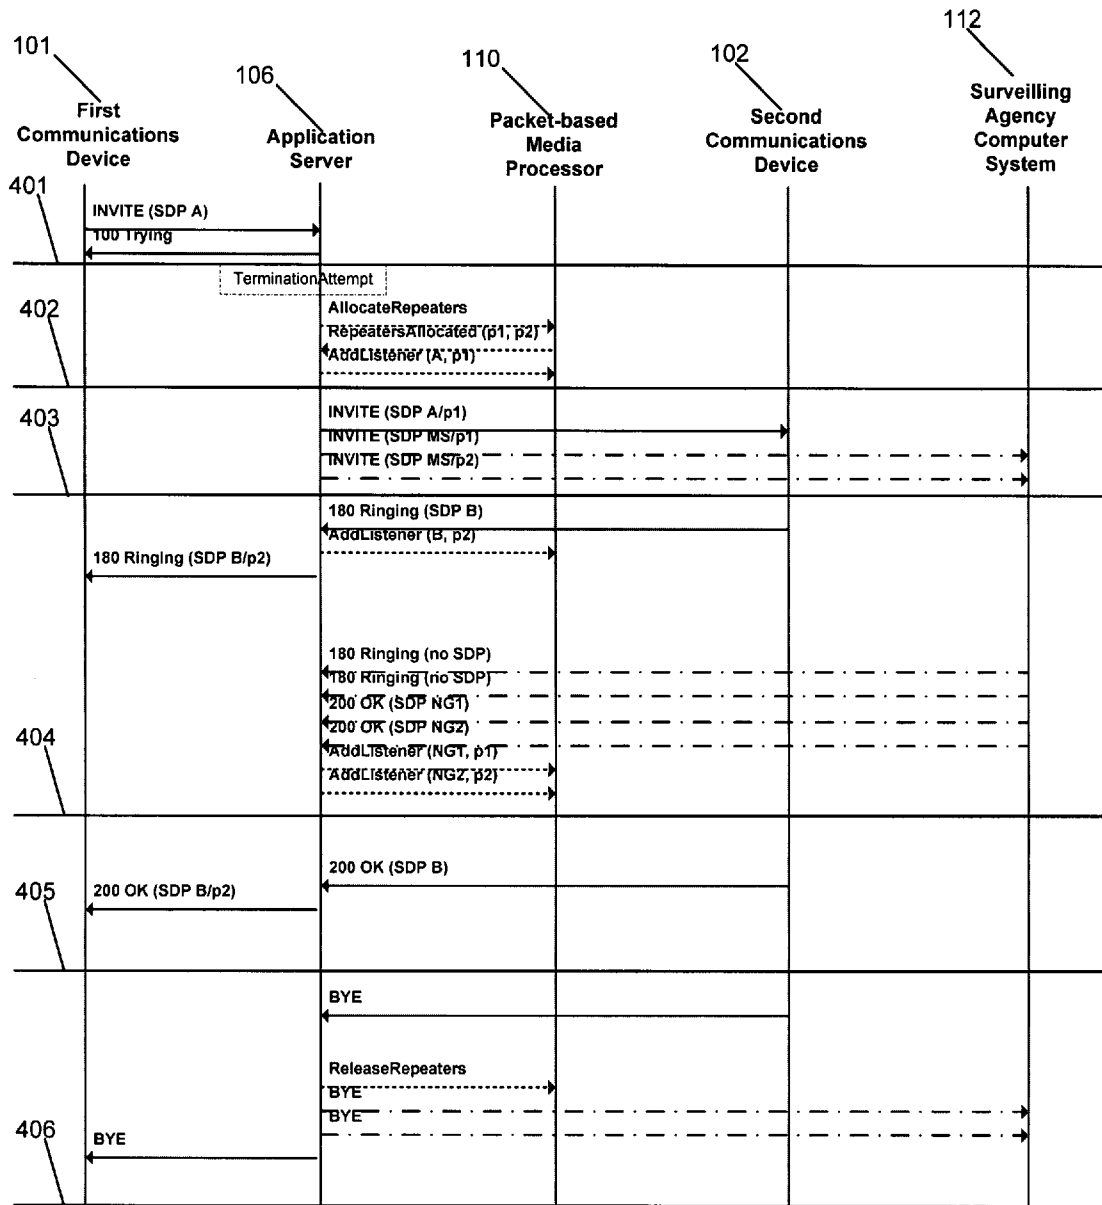 112
101
110
102
106
Surveilling
Agency
Computer
System
First
Communications
Device
Packet-based
Media
Processor
Second
Communications
Device
Application
Server
401
INVITE (SDP A)
100 Trying
TerminationAttempt
402
AllocateRepeaters
RepeatersAllocated (p1, p2)
AddListener (A, p1)
403
INVITE (SDP A/p1)
INVITE (SDP MS/p1)
INVITE (SDP MS/p2)
180 Ringing (SDP B)
AddListener (B, p2)
180 Ringing (SDP B/p2)
180 Ringing (no SDP)
180 Ringing (no SDP)
200 OK (SDP NG1)
200 OK (SDP NG2)
404
AddListener (NG1, p1)
AddListener (NG2, p2)
200 OK (SDP B)
405
200 OK (SDP B/p2)
BYE
ReleaseRepeaters
BYE
BYE
406
BYE